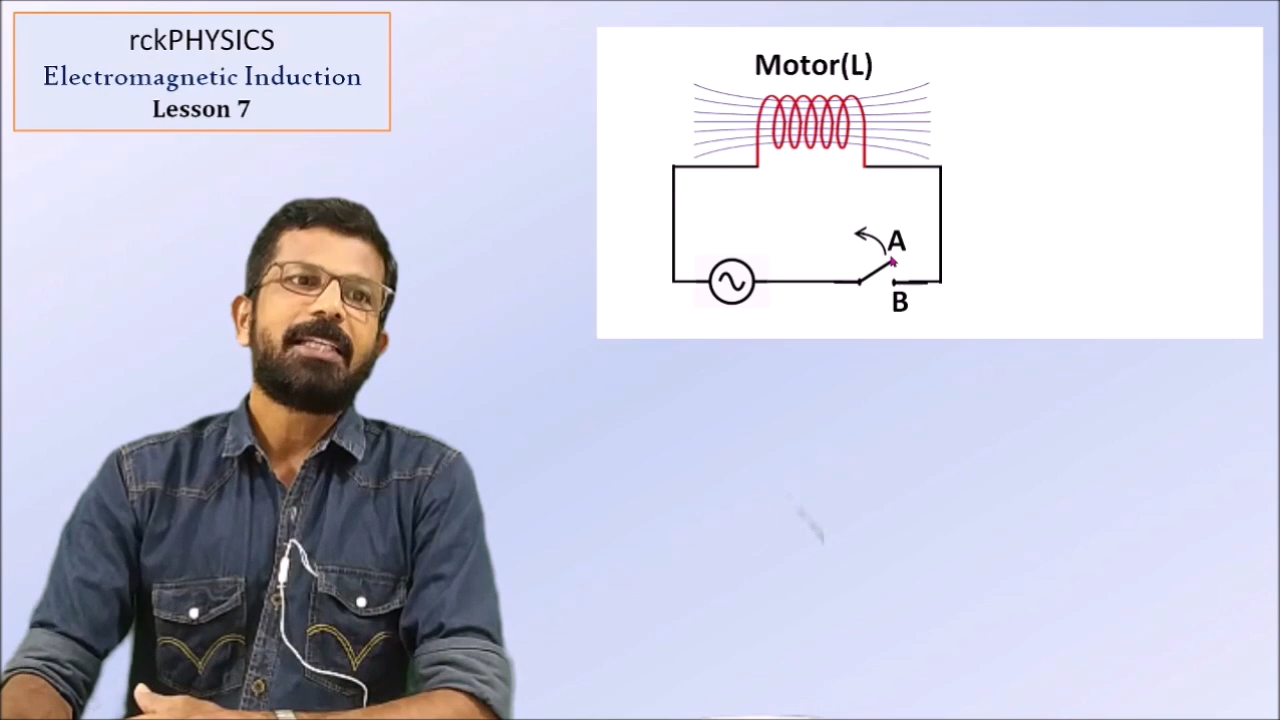 rckPHYSICS
Electromagnetic Induction
Lesson 7
Motor(L)
A
B